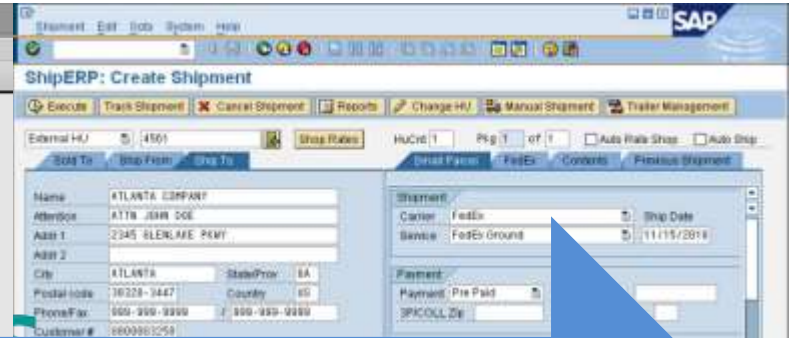 Shipment Edit Goto System Help
SAP
ShipERP: Create Shipment
Execute Track Shipment Cancel Shipment Reports Change HU Manual Shipment Trailer Management
External HU 4561 Shop Rates HuCnt 1 Pkg 1 of 1 Auto Rate Shop Auto Ship
Sold To Ship From Ship To Small Parcel FedEx Contents Previous Shipment
Name ATLANTA COMPANY Shipment
Attention ATTN JOHN DOE Carrier FedEx Ship Date
Addr 1 2345 GLENLAKE PKWY Service FedEx Ground 11/15/2010
Addr 2
City ATLANTA State/Prov GA Payment
Postal code 30328-3447 Country US Payment Pre Paid
Phone/Fax 999-999-9999 / 999-999-9999 3P/COLL Zip
Customer # 0000003250